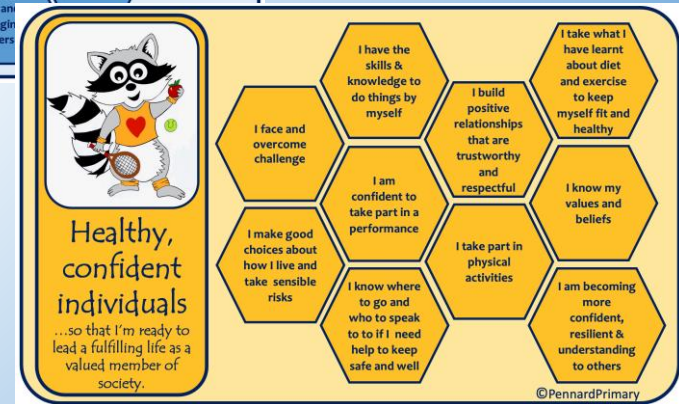 and
ers
U
Healthy,
confident
individuals
...so that I'm ready to
lead a fulfilling life as a
valued member of
society.
I face and
overcome
challenge
I make good
choices about
how I live and
take sensible
risks
I have the
skills &
knowledge to
do things by
myself
I am
confident to
take part in a
performance
I know where
to go and
who to speak
to to if I need
help to keep
safe and well
I build
positive
relationships
that are
trustworthy
and
respectful
I take part in
physical
activities
I take what I
have learnt
about diet
and exercise
to keep
myself fit and
healthy
I know my
values and
beliefs
I am becoming
more
confident,
resilient &
understanding
to others
©PennardPrimary